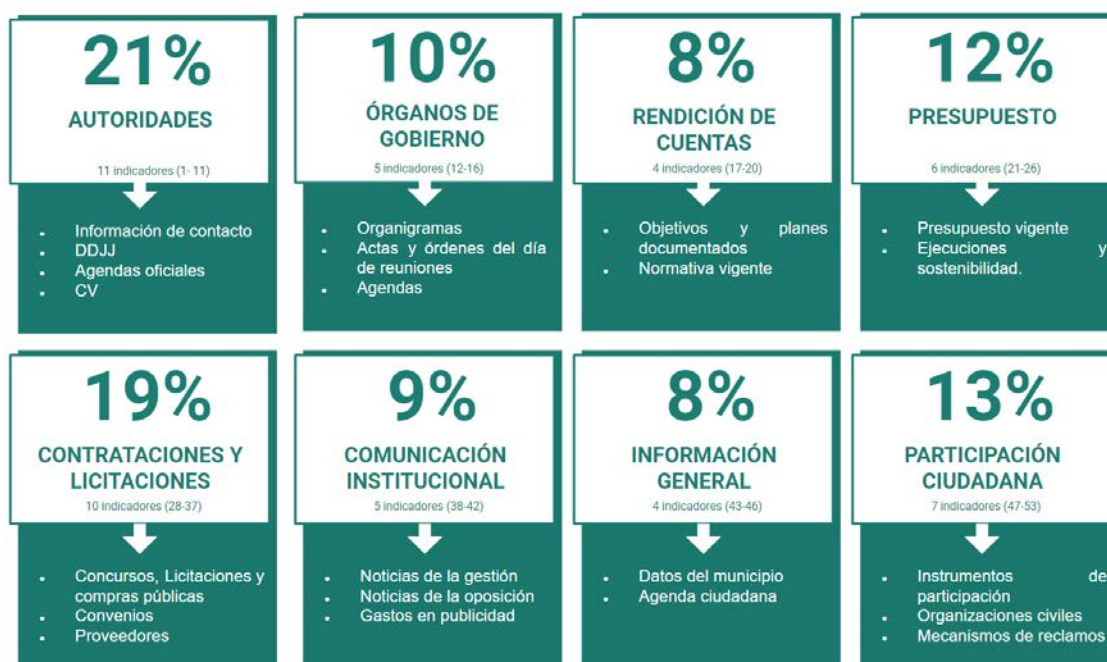 21%
AUTORIDADES
11 indicadores (1- 11)
• Información de contacto
• DDJJ
• Agendas oficiales
• CV
10%
ÓRGANOS DE
GOBIERNO
5 indicadores (12-16)
• Organigramas
• Actas y órdenes del día
de reuniones
• Agendas
8%
RENDICIÓN DE
CUENTAS
4 indicadores (17-20)
• Objetivos y planes
documentados
• Normativa vigente
12%
PRESUPUESTO
6 indicadores (21-26)
• Presupuesto vigente
• Ejecuciones y
sostenibilidad.
19%
CONTRATACIONES Y
LICITACIONES
10 indicadores (28-37)
• Concursos, Licitaciones y
compras públicas
• Convenios
• Proveedores
9%
COMUNICACIÓN
INSTITUCIONAL
5 indicadores (38-42)
• Noticias de la gestión
• Noticias de la oposición
• Gastos en publicidad
8%
INFORMACIÓN
GENERAL
4 indicadores (43-46)
• Datos del municipio
• Agenda ciudadana
13%
PARTICIPACIÓN
CIUDADANA
7 indicadores (47-53)
• Instrumentos de
participación
• Organizaciones civiles
• Mecanismos de reclamos